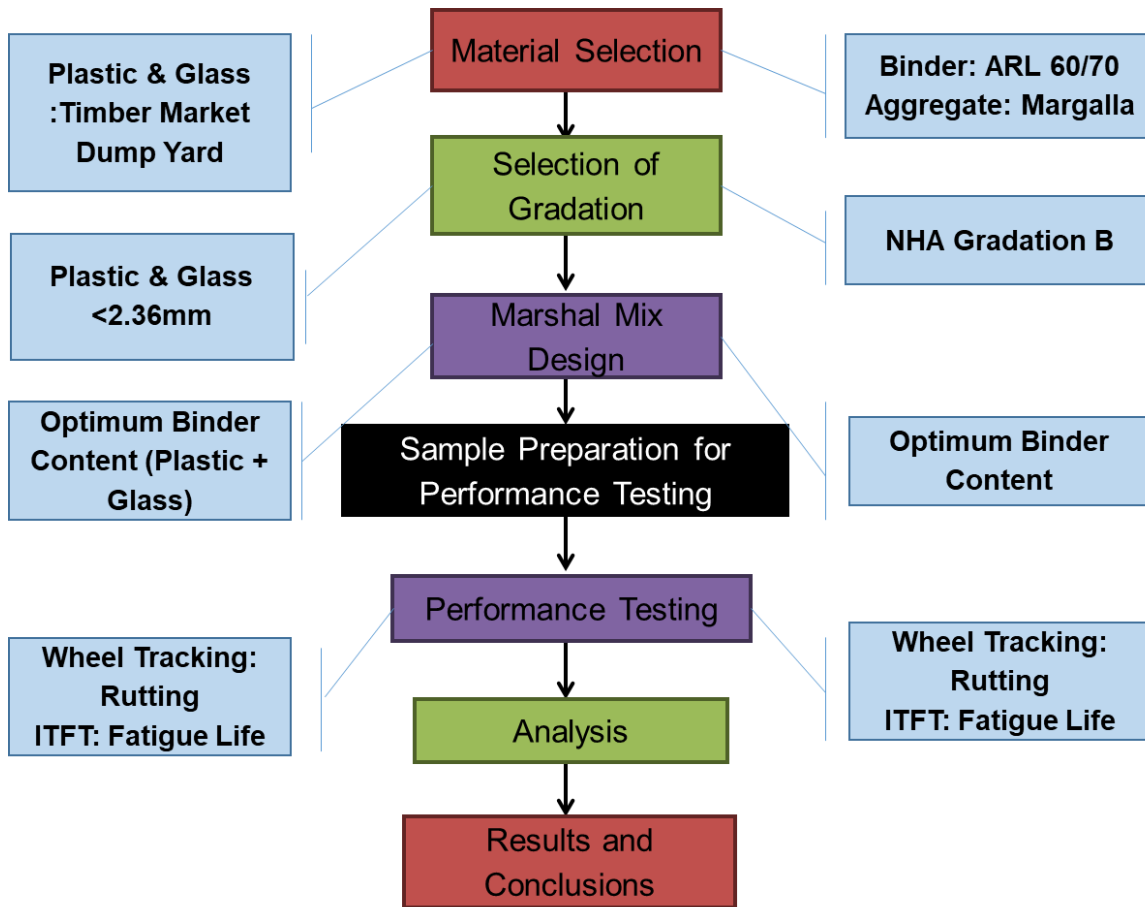 Material Selection
Plastic & Glass
:Timber Market
Dump Yard
Binder: ARL 60/70
Aggregate: Margalla
Selection of
Gradation
Plastic & Glass
<2.36mm
NHA Gradation B
Marshal Mix
Design
Optimum Binder
Content (Plastic +
Glass)
Optimum Binder
Content
Sample Preparation for
Performance Testing
Performance Testing
Wheel Tracking:
Rutting
ITFT: Fatigue Life
Wheel Tracking:
Rutting
ITFT: Fatigue Life
Analysis
Results and
Conclusions